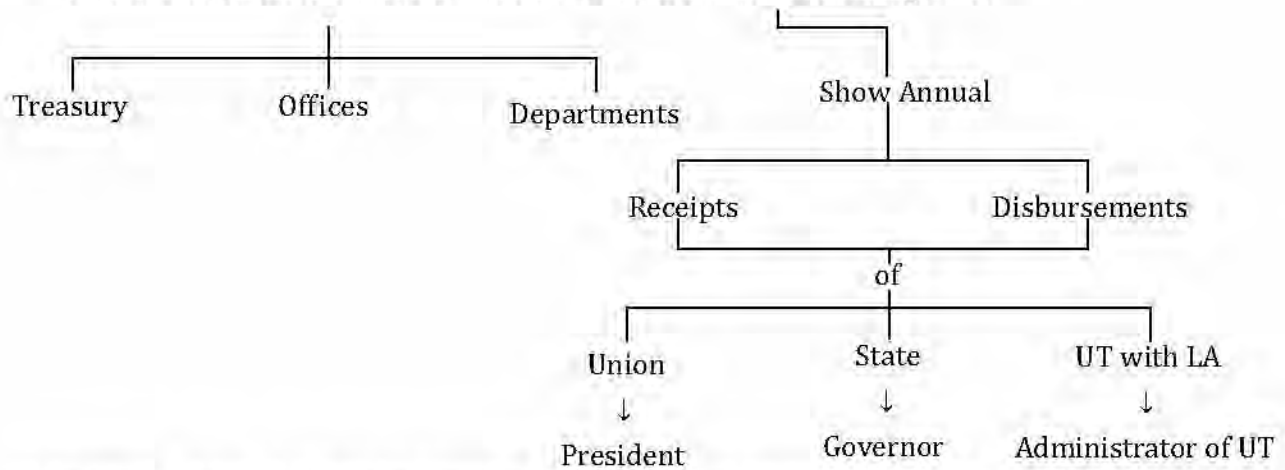 Treasury Offices Departments Show Annual
Receipts Disbursements
of
Union State UT with LA
↓ ↓ ↓
President Governor Administrator of UT